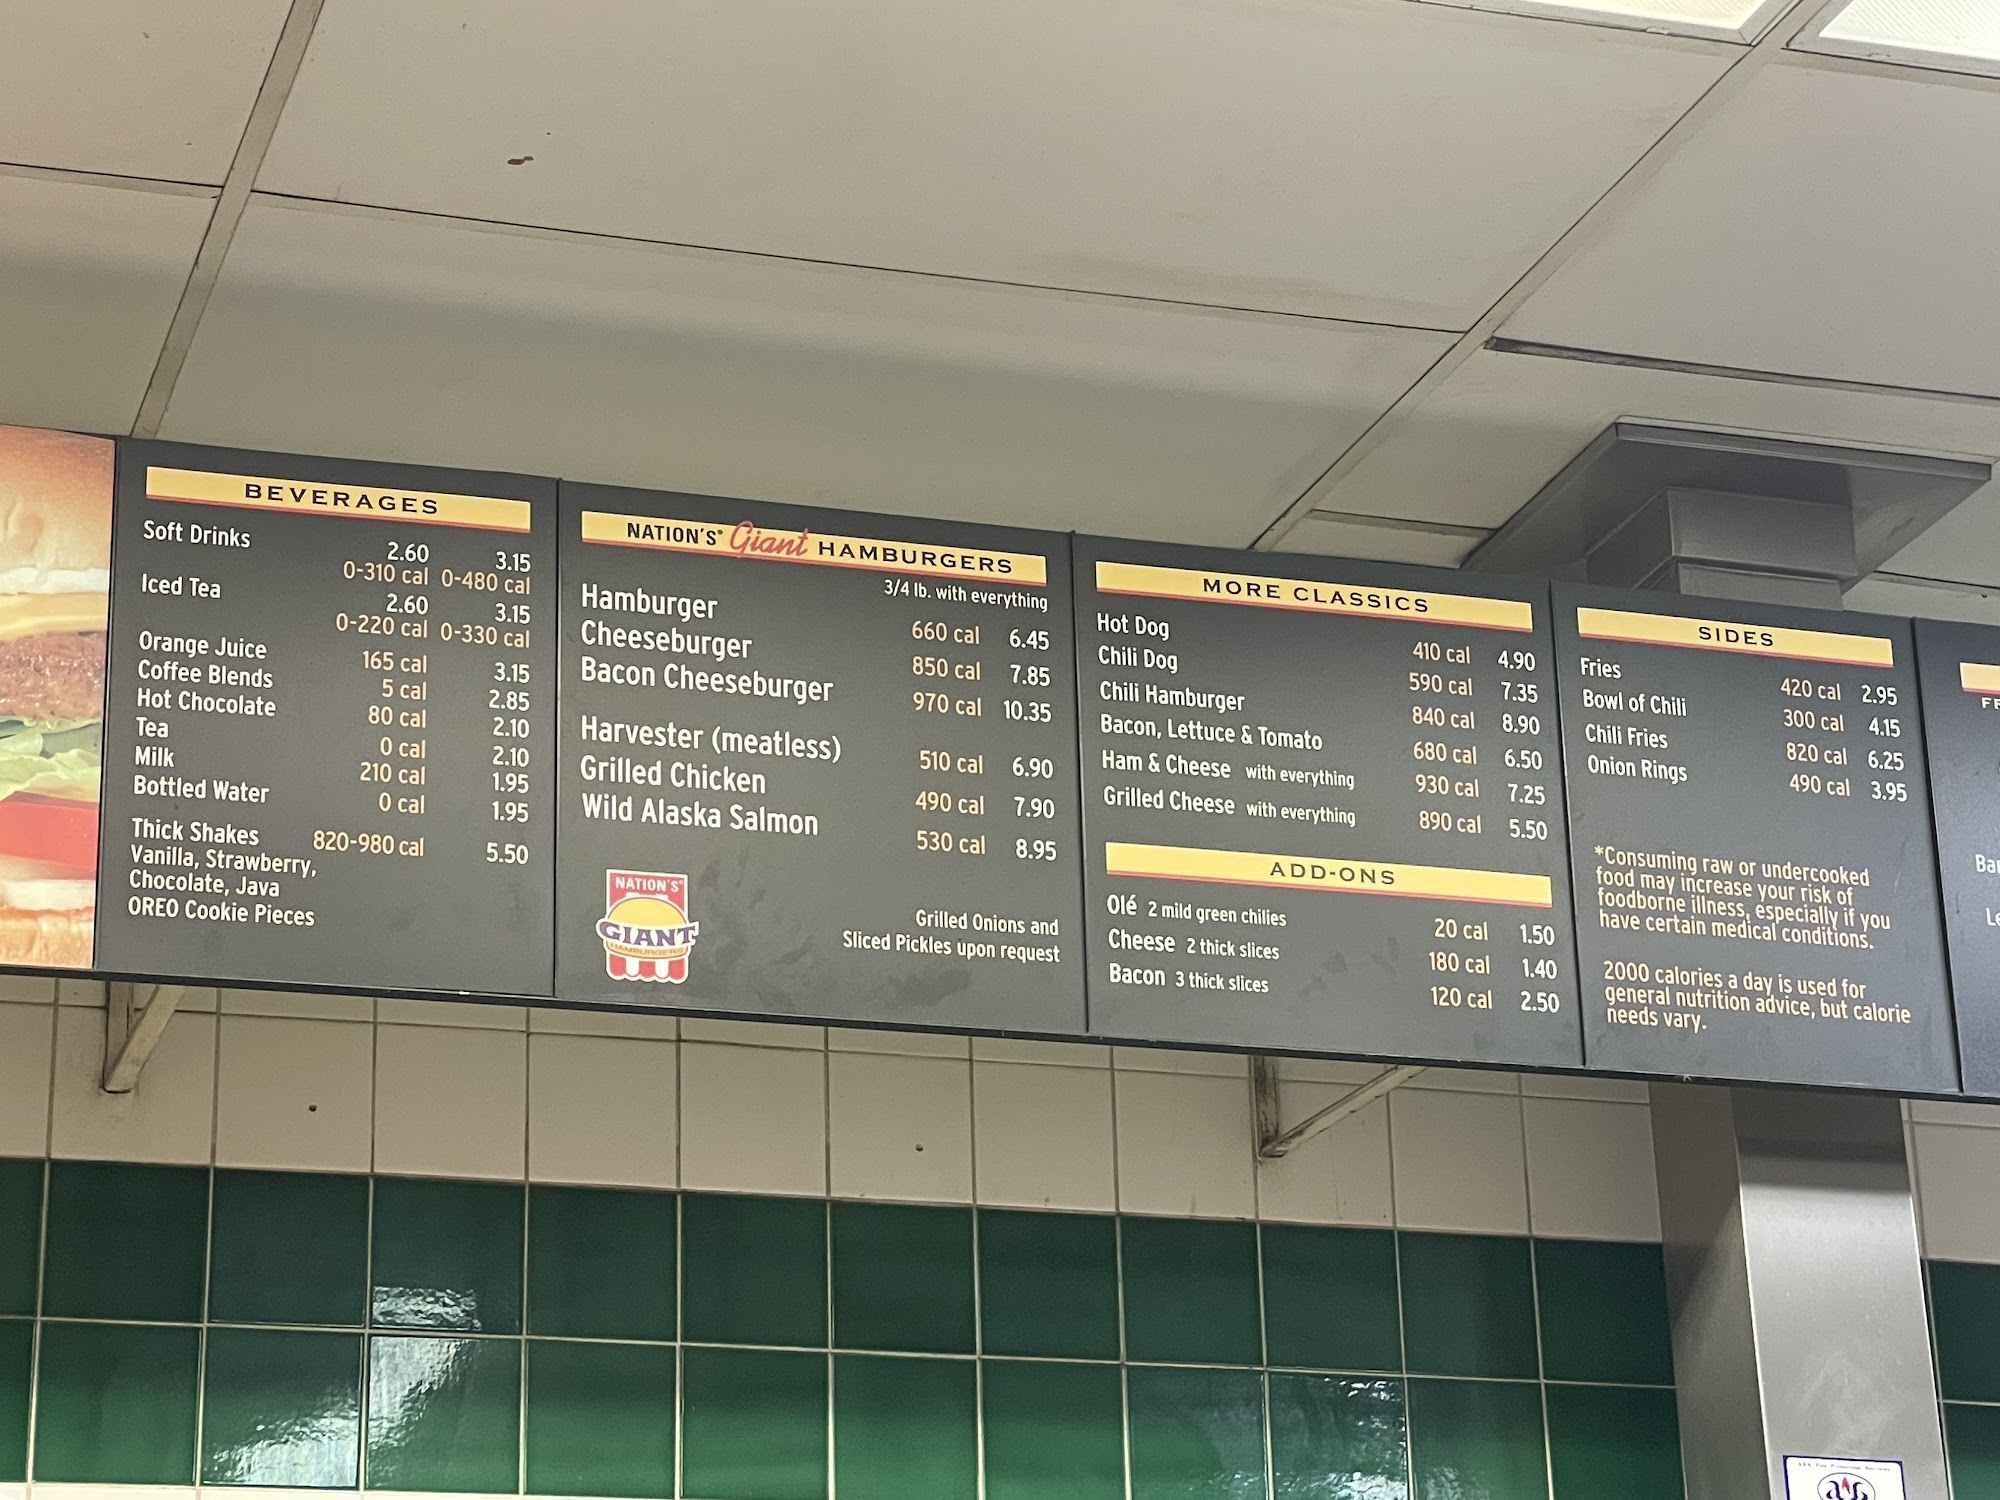 BEVERAGES
Soft Drinks 2.60 3.15
0-310 cal 0-480 cal
Iced Tea 2.60 3.15
0-220 cal 0-330 cal
Orange Juice 165 cal 3.15
Coffee Blends 5 cal 2.85
Hot Chocolate 80 cal 2.10
Tea 0 cal 2.10
Milk 210 cal 1.95
Bottled Water 0 cal 1.95
Thick Shakes 820-980 cal 5.50
Vanilla, Strawberry,
Chocolate, Java
OREO Cookie Pieces
NATION'S® Giant HAMBURGERS
3/4 lb. with everything
Hamburger 660 cal 6.45
Cheeseburger 850 cal 7.85
Bacon Cheeseburger 970 cal 10.35
Harvester (meatless) 510 cal 6.90
Grilled Chicken 490 cal 7.90
Wild Alaska Salmon 530 cal 8.95
NATION'S®
GIANT
HAMBURGERS
Grilled Onions and
Sliced Pickles upon request
MORE CLASSICS
Hot Dog 410 cal 4.90
Chili Dog 590 cal 7.35
Chili Hamburger 840 cal 8.90
Bacon, Lettuce & Tomato 680 cal 6.50
Ham & Cheese with everything 930 cal 7.25
Grilled Cheese with everything 890 cal 5.50
ADD-ONS
Olé 2 mild green chilies 20 cal 1.50
Cheese 2 thick slices 180 cal 1.40
Bacon 3 thick slices 120 cal 2.50
SIDES
Fries 420 cal 2.95
Bowl of Chili 300 cal 4.15
Chili Fries 820 cal 6.25
Onion Rings 490 cal 3.95
*Consuming raw or undercooked
food may increase your risk of
foodborne illness, especially if you
have certain medical conditions.
2000 calories a day is used for
general nutrition advice, but calorie
needs vary.